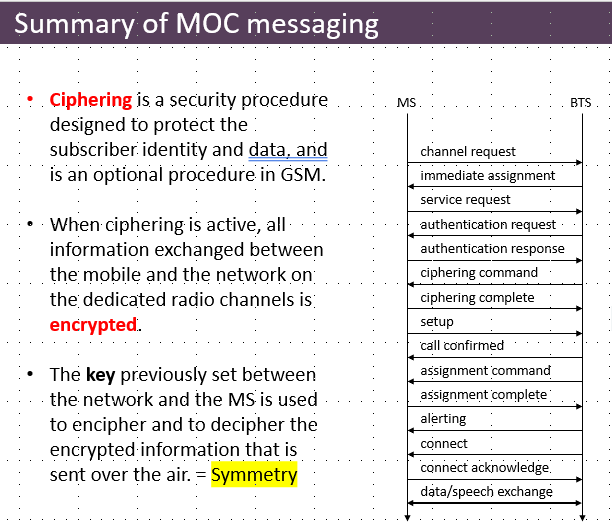 Summary of MOC messaging
• Ciphering is a security procedure
designed to protect the
subscriber identity and data, and
is an optional procedure in GSM.
• When ciphering is active, all
information exchanged between
the mobile and the network on
the dedicated radio channels is
encrypted.
• The key previously set between
the network and the MS is used
to encipher and to decipher the
encrypted information that is
sent over the air. = Symmetry
MS
BTS
channel request
immediate assignment
service request
authentication request
authentication response
ciphering command
ciphering complete
setup
call confirmed
assignment command
assignment complete
alerting
connect
connect acknowledge
data/speech exchange